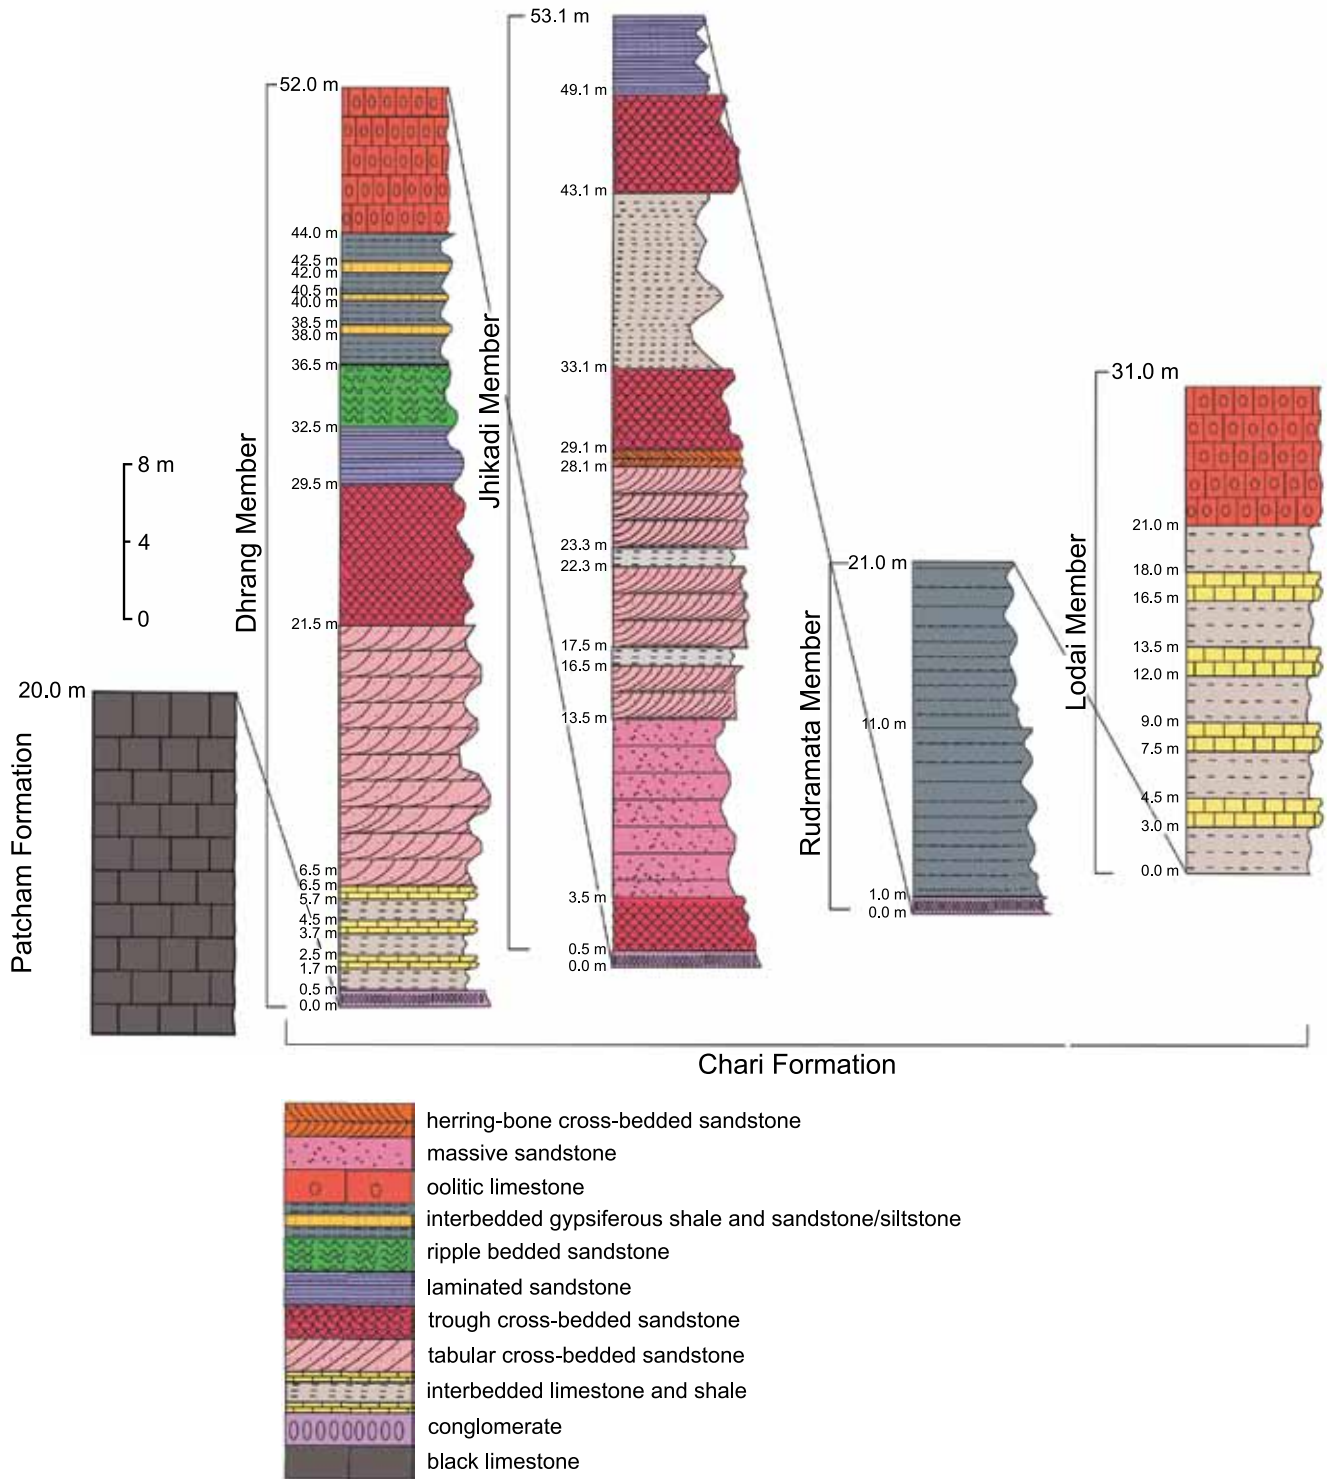 Patcham Formation
20.0 m
8 m
4
0
Dhrang Member
52.0 m
44.0 m
42.5 m
42.0 m
40.5 m
40.0 m
38.5 m
38.0 m
36.5 m
32.5 m
29.5 m
21.5 m
6.5 m
6.5 m
5.7 m
4.5 m
3.7 m
2.5 m
1.7 m
0.5 m
0.0 m
Jhikadi Member
53.1 m
49.1 m
43.1 m
33.1 m
29.1 m
28.1 m
23.3 m
22.3 m
17.5 m
16.5 m
13.5 m
3.5 m
0.5 m
0.0 m
Rudramata Member
21.0 m
11.0 m
1.0 m
0.0 m
Lodai Member
31.0 m
21.0 m
18.0 m
16.5 m
13.5 m
12.0 m
9.0 m
7.5 m
4.5 m
3.0 m
0.0 m
Chari Formation
herring-bone cross-bedded sandstone
massive sandstone
oolitic limestone
interbedded gypsiferous shale and sandstone/siltstone
ripple bedded sandstone
laminated sandstone
trough cross-bedded sandstone
tabular cross-bedded sandstone
interbedded limestone and shale
conglomerate
black limestone